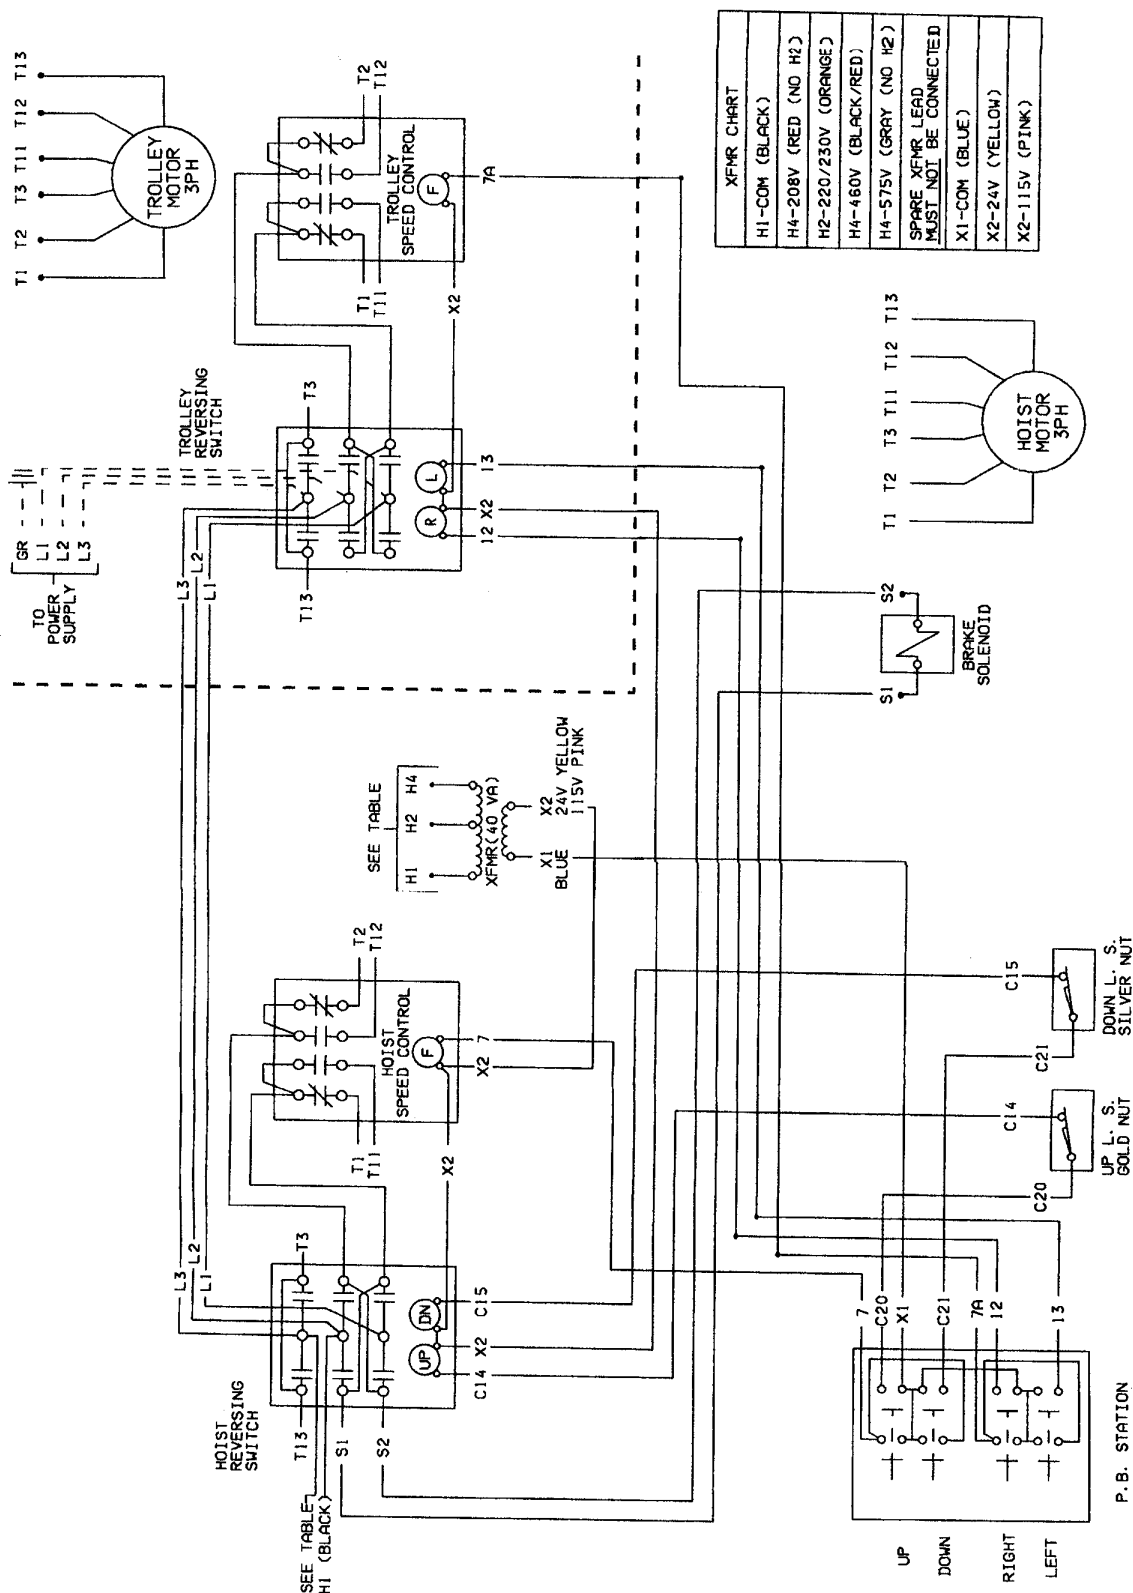 T1
T2
T3
T11
T12
T13
TROLLEY
MOTOR
3PH
TO
POWER
SUPPLY
GR
L1
L2
L3
TROLLEY
REVERSING
SWITCH
T3
T13
R
L
12
X2
13
TROLLEY
SPEED CONTROL
T1
T11
T2
T12
F
X2
7A
L3
L2
L1
XFMR CHART
H1-COM (BLACK)
H4-208V (RED (NO H2)
H2-220/230V (ORANGE)
H4-460V (BLACK/RED)
H4-575V (GRAY (NO H2)
SPARE XFMR LEAD
MUST NOT BE CONNECTED
X1-COM (BLUE)
X2-24V (YELLOW)
X2-115V (PINK)
SEE TABLE
H1
H2
H4
XFMR(40 VA)
X1
BLUE
X2
24V YELLOW
115V PINK
HOIST
SPEED CONTROL
T1
T11
T2
T12
F
X2
X2
7
HOIST
REVERSING
SWITCH
L3
L2
L1
T3
T13
S1
S2
UP
DN
C14
X2
C15
SEE TABLE
H1 (BLACK)
S1
S2
BRAKE
SOLENOID
T1
T2
T3
T11
T12
T13
HOIST
MOTOR
3PH
C20
C14
UP L. S.
GOLD NUT
C21
C15
DOWN L. S.
SILVER NUT
7
C20
X1
C21
7A
12
13
UP
DOWN
RIGHT
LEFT
P.B. STATION